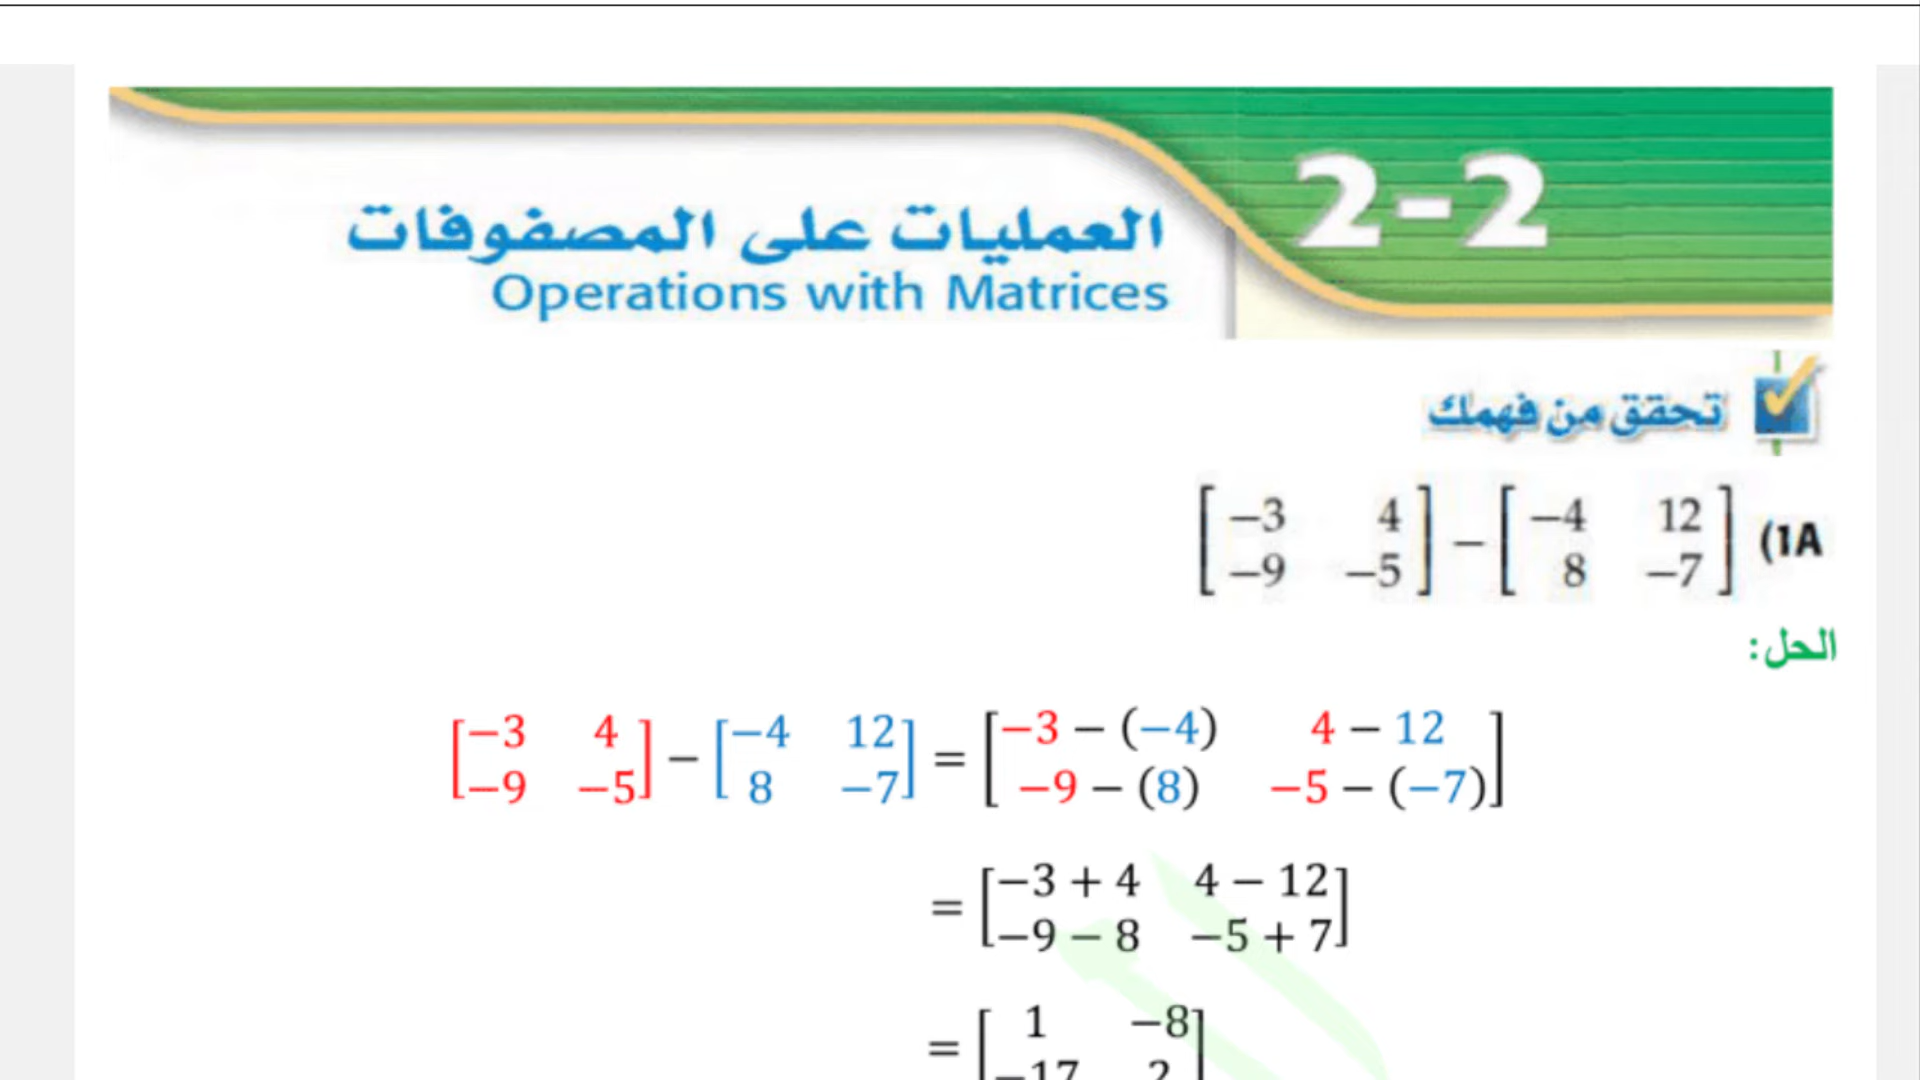 2-2
العمليات على المصفوفات
Operations with Matrices
تحقق من فهمك
(1A [−3 4] − [−4 12]
[−9 −5] [8 −7]
الحل:
[−3 4] − [−4 12] = [−3 − (−4) 4 − 12]
[−9 −5] [8 −7] [−9 − (8) −5 − (−7)]
= [−3 + 4 4 − 12]
[−9 − 8 −5 + 7]
= [1 −8]
[−17 2]